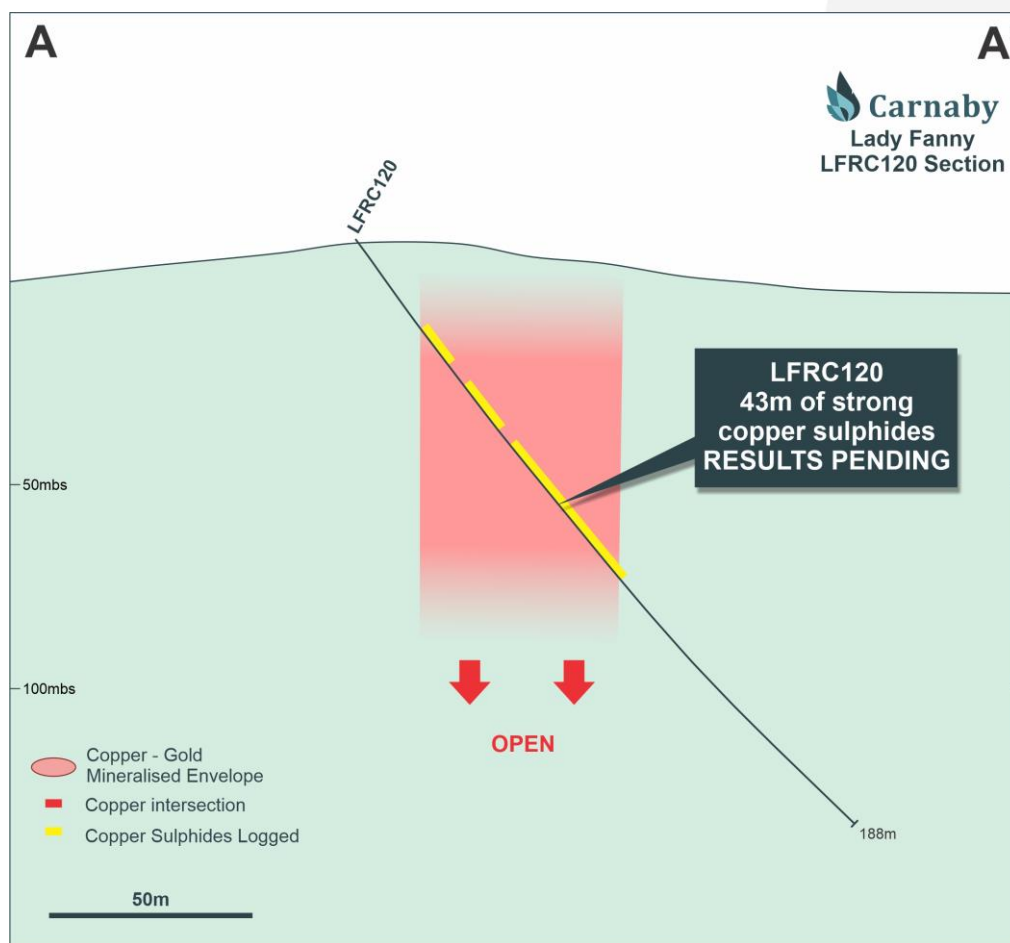 A
A
Carnaby
Lady Fanny
LFRC120 Section
LFRC120
LFRC120
43m of strong
copper sulphides
RESULTS PENDING
50mbs
100mbs
OPEN
Copper - Gold
Mineralised Envelope
Copper intersection
Copper Sulphides Logged
188m
50m